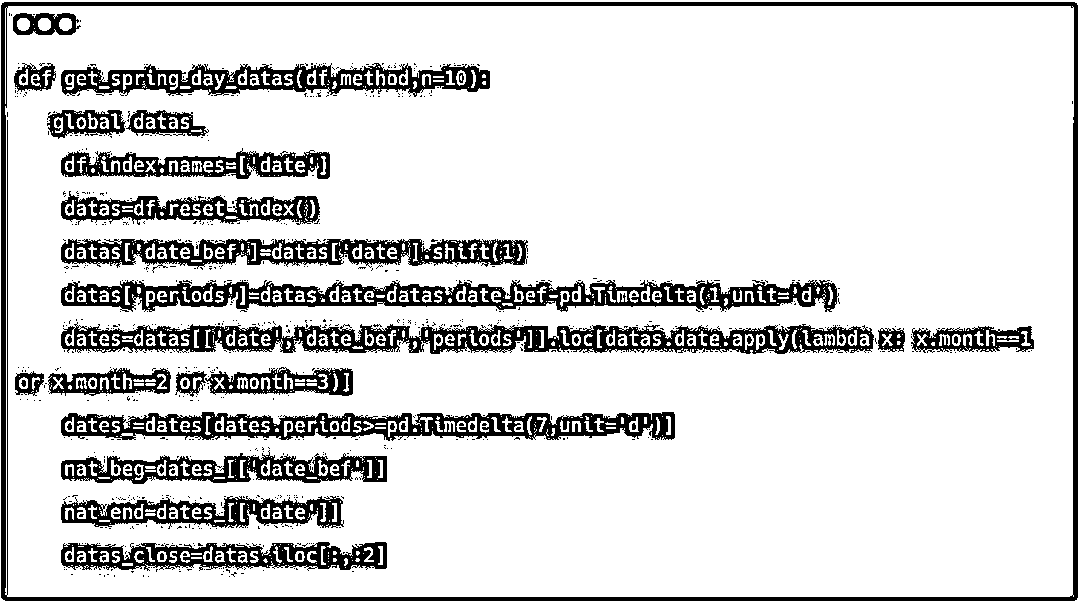 def get_spring_day_datas(df,method,n=10):
global datas_
df.index.names=['date']
datas=df.reset_index()
datas['date_bef']=datas['date'].shift(1)
datas['periods']=datas.date-datas.date_bef-pd.Timedelta(1,unit='d')
dates=datas[['date','date_bef','periods']].loc[datas.date.apply(lambda x: x.month==1
or x.month==2 or x.month==3)]
dates_=dates[dates.periods>=pd.Timedelta(7,unit='d')]
nat_beg=dates_[['date_bef']]
nat_end=dates_[['date']]
datas_close=datas.iloc[:,:2]